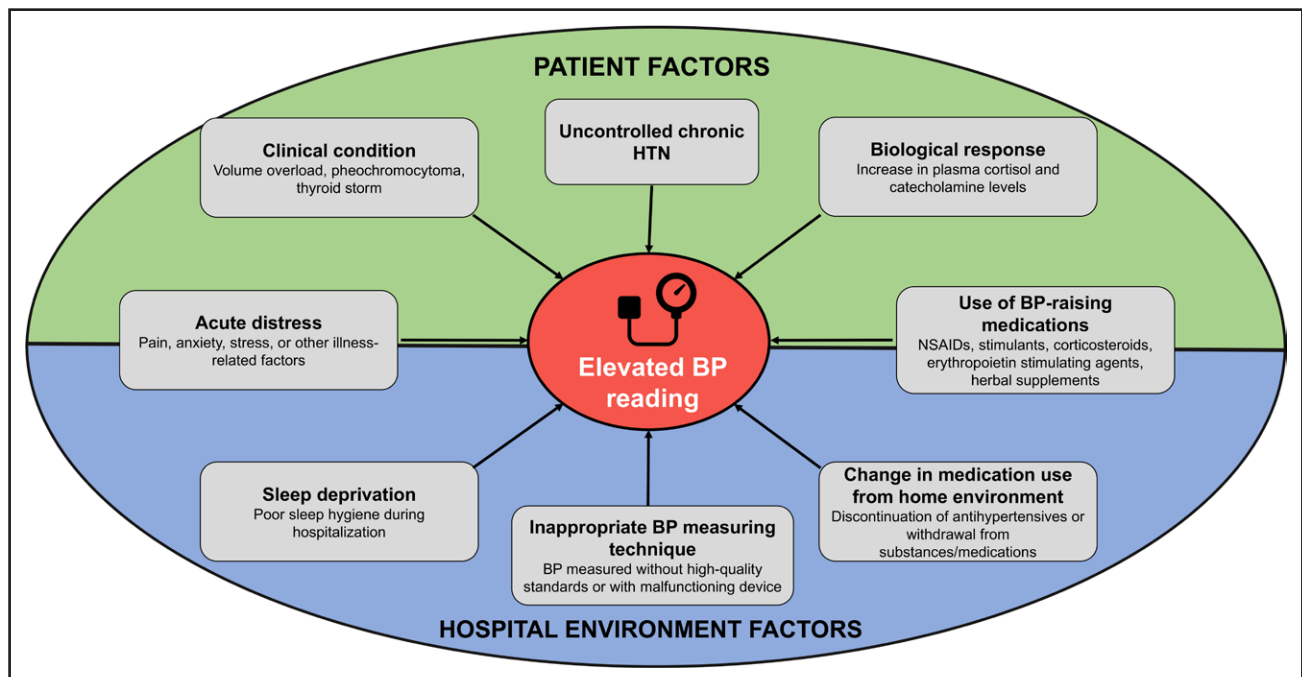 PATIENT FACTORS
Clinical condition
Volume overload, pheochromocytoma,
thyroid storm
Uncontrolled chronic
HTN
Biological response
Increase in plasma cortisol and
catecholamine levels
Acute distress
Pain, anxiety, stress, or other illness-
related factors
Elevated BP
reading
Use of BP-raising
medications
NSAIDs, stimulants, corticosteroids,
erythropoietin stimulating agents,
herbal supplements
Sleep deprivation
Poor sleep hygiene during
hospitalization
Inappropriate BP measuring
technique
BP measured without high-quality
standards or with malfunctioning device
Change in medication use
from home environment
Discontinuation of antihypertensives or
withdrawal from
substances/medications
HOSPITAL ENVIRONMENT FACTORS